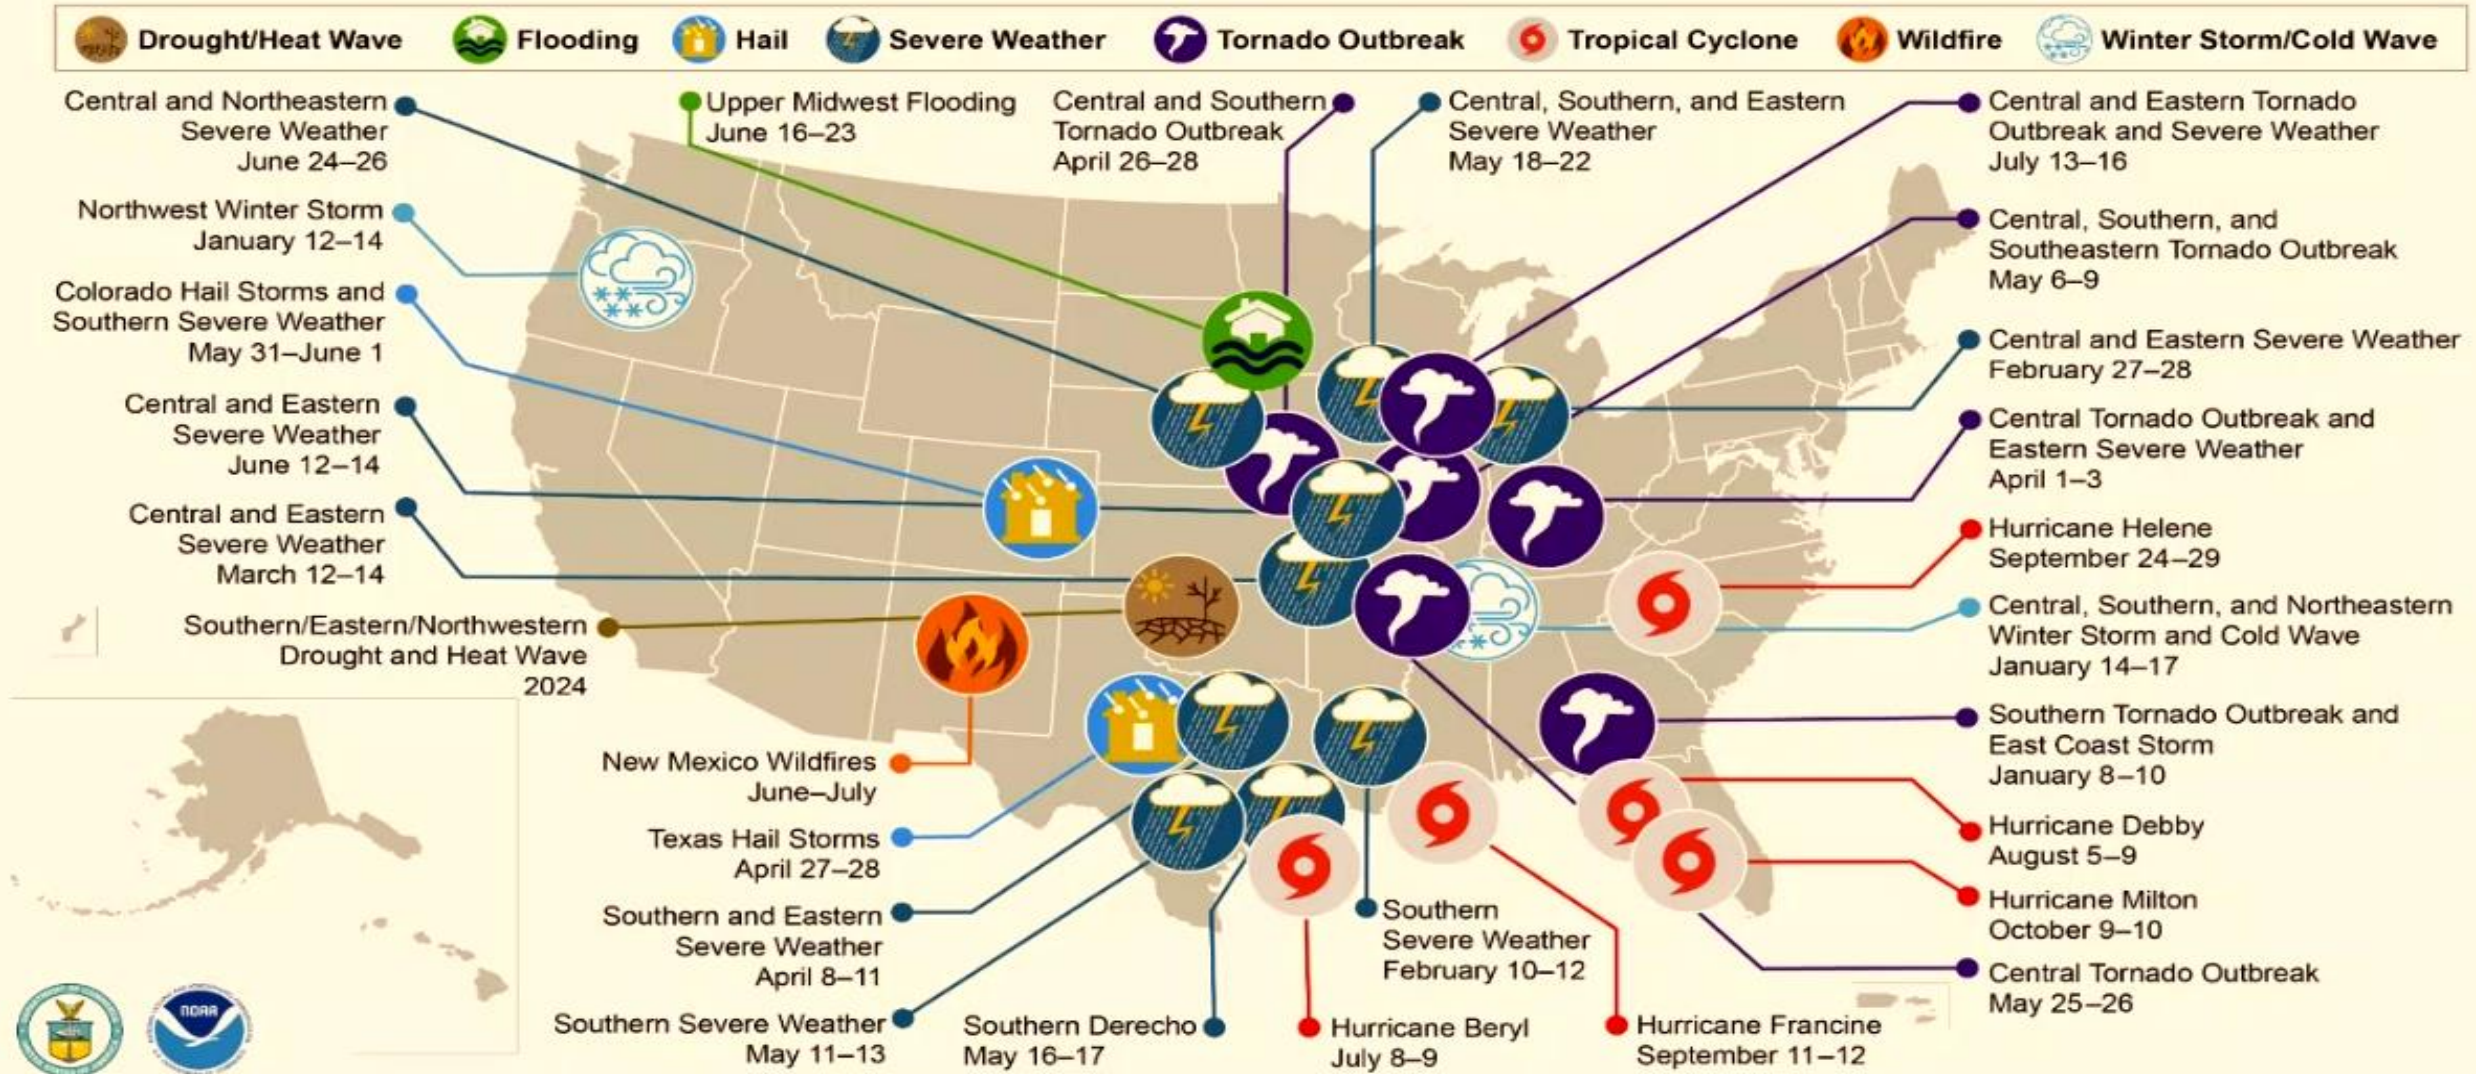 Drought/Heat Wave
Flooding
Hail
Severe Weather
Tornado Outbreak
Tropical Cyclone
Wildfire
Winter Storm/Cold Wave
Central and Northeastern
Severe Weather
June 24–26
Northwest Winter Storm
January 12–14
Colorado Hail Storms and
Southern Severe Weather
May 31–June 1
Central and Eastern
Severe Weather
June 12–14
Central and Eastern
Severe Weather
March 12–14
Southern/Eastern/Northwestern
Drought and Heat Wave
2024
New Mexico Wildfires
June–July
Texas Hail Storms
April 27–28
Southern and Eastern
Severe Weather
April 8–11
Southern Severe Weather
May 11–13
Upper Midwest Flooding
June 16–23
Central and Southern
Tornado Outbreak
April 26–28
Central, Southern, and Eastern
Severe Weather
May 18–22
Central and Eastern Tornado
Outbreak and Severe Weather
July 13–16
Central, Southern, and
Southeastern Tornado Outbreak
May 6–9
Central and Eastern Severe Weather
February 27–28
Central Tornado Outbreak and
Eastern Severe Weather
April 1–3
Hurricane Helene
September 24–29
Central, Southern, and Northeastern
Winter Storm and Cold Wave
January 14–17
Southern Tornado Outbreak and
East Coast Storm
January 8–10
Hurricane Debby
August 5–9
Hurricane Milton
October 9–10
Central Tornado Outbreak
May 25–26
Southern Derecho
May 16–17
Hurricane Beryl
July 8–9
Southern
Severe Weather
February 10–12
Hurricane Francine
September 11–12
NOAA